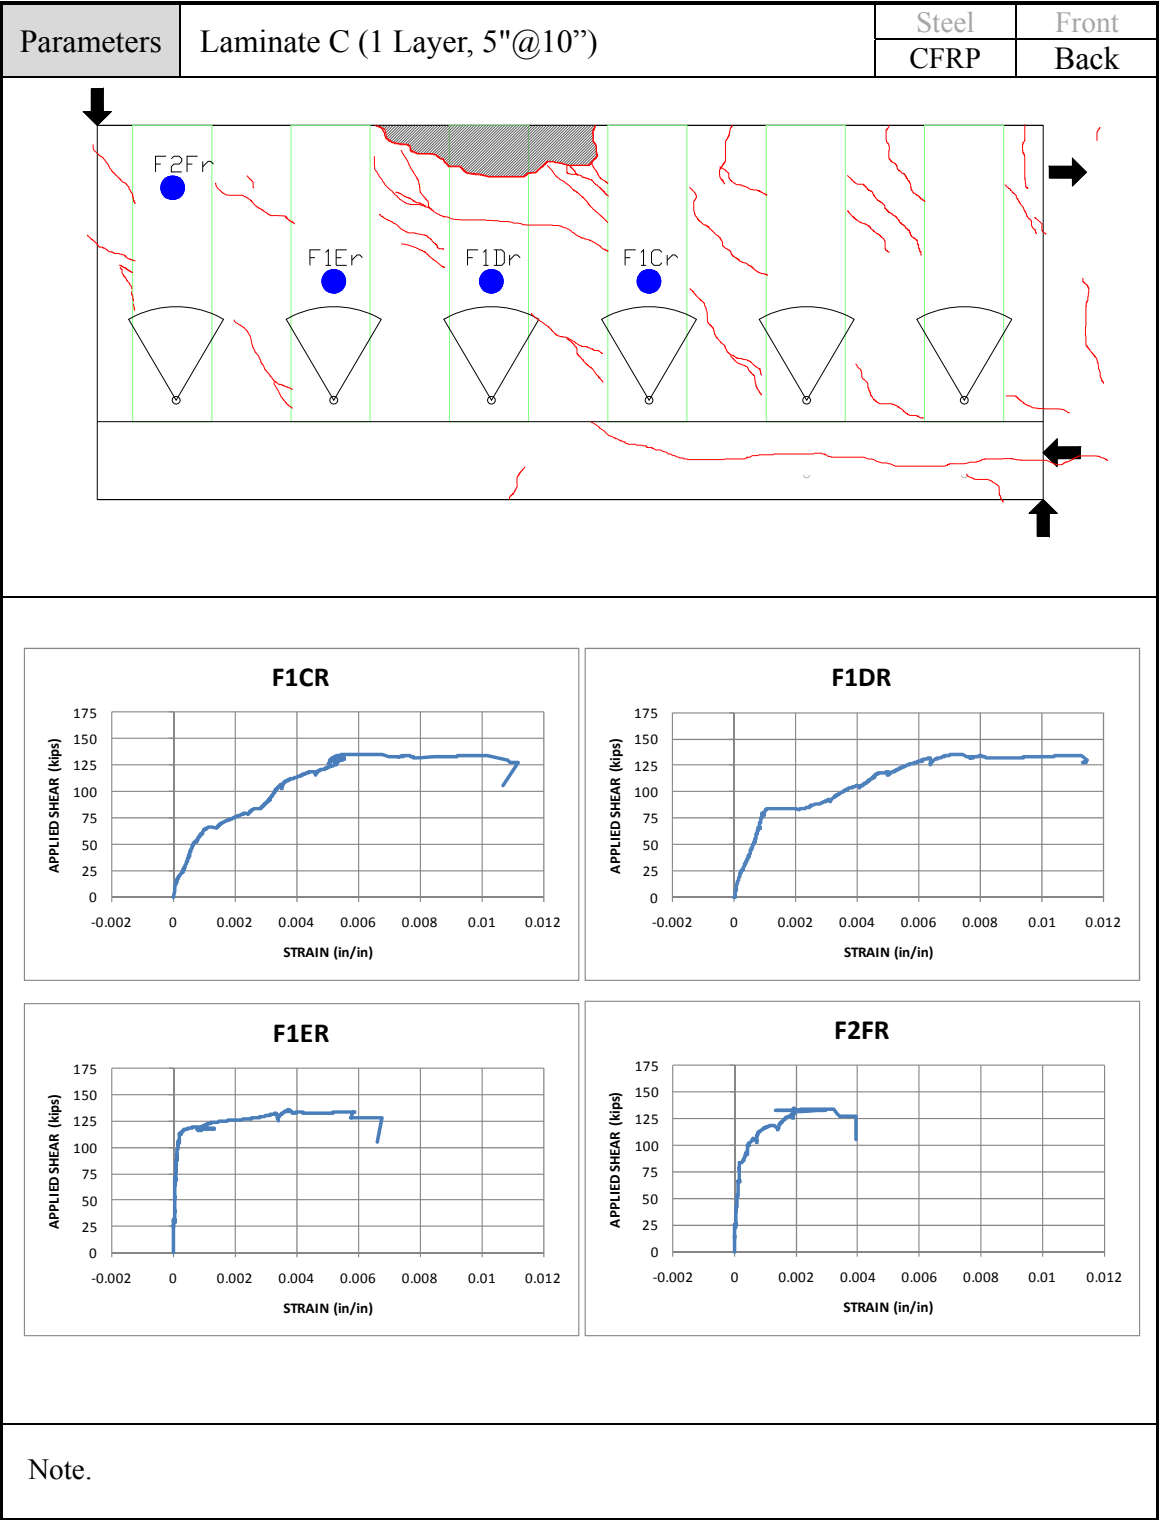 Parameters
Laminate C (1 Layer, 5"@10”)
Steel
Front
CFRP
Back
F2Fr
F1Er
F1Dr
F1Cr
F1CR
APPLIED SHEAR (kips)
175
150
125
100
75
50
25
0
-0.002 0 0.002 0.004 0.006 0.008 0.01 0.012
STRAIN (in/in)
F1DR
APPLIED SHEAR (kips)
175
150
125
100
75
50
25
0
-0.002 0 0.002 0.004 0.006 0.008 0.01 0.012
STRAIN (in/in)
F1ER
APPLIED SHEAR (kips)
175
150
125
100
75
50
25
0
-0.002 0 0.002 0.004 0.006 0.008 0.01 0.012
STRAIN (in/in)
F2FR
APPLIED SHEAR (kips)
175
150
125
100
75
50
25
0
-0.002 0 0.002 0.004 0.006 0.008 0.01 0.012
STRAIN (in/in)
Note.